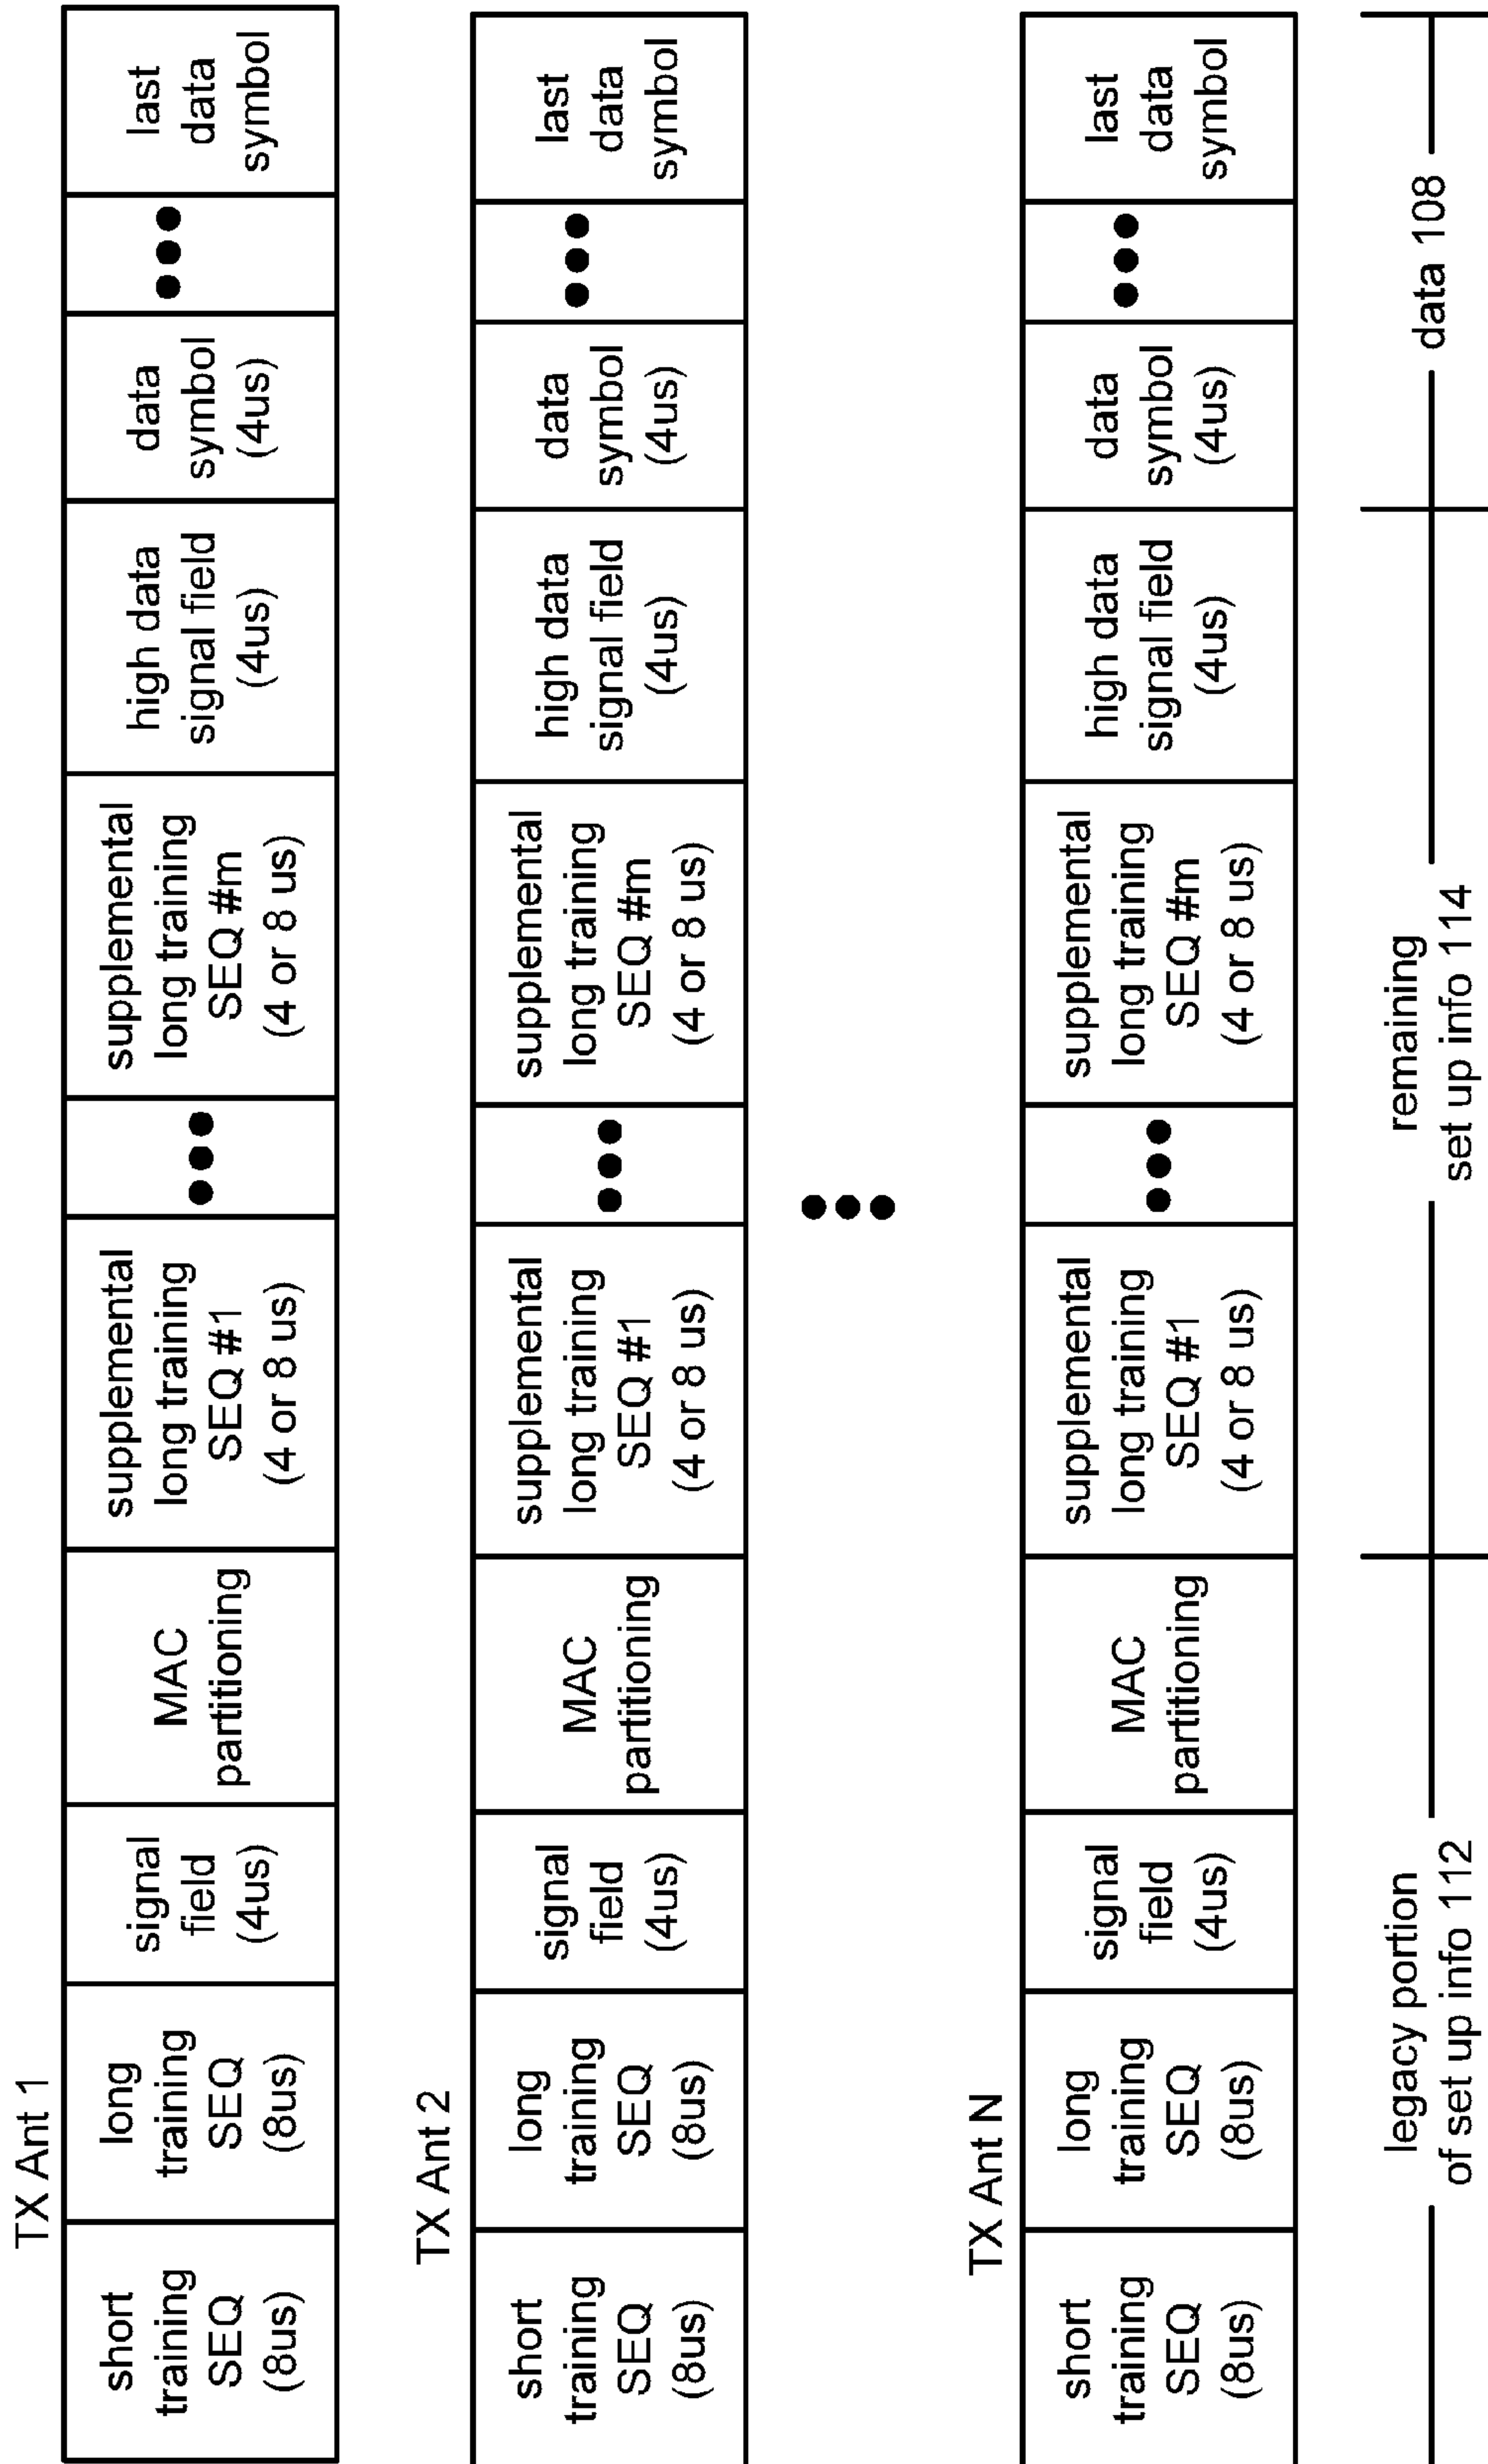 TX Ant 1
short
training
SEQ
(8us)
long
training
SEQ
(8us)
signal
field
(4us)
MAC
partitioning
supplemental
long training
SEQ #1
(4 or 8 us)
supplemental
long training
SEQ #m
(4 or 8 us)
high data
signal field
(4us)
data
symbol
(4us)
last
data
symbol
TX Ant 2
short
training
SEQ
(8us)
long
training
SEQ
(8us)
signal
field
(4us)
MAC
partitioning
supplemental
long training
SEQ #1
(4 or 8 us)
supplemental
long training
SEQ #m
(4 or 8 us)
high data
signal field
(4us)
data
symbol
(4us)
last
data
symbol
TX Ant N
short
training
SEQ
(8us)
long
training
SEQ
(8us)
signal
field
(4us)
MAC
partitioning
supplemental
long training
SEQ #1
(4 or 8 us)
supplemental
long training
SEQ #m
(4 or 8 us)
high data
signal field
(4us)
data
symbol
(4us)
last
data
symbol
legacy portion
of set up info 112
remaining
set up info 114
data 108